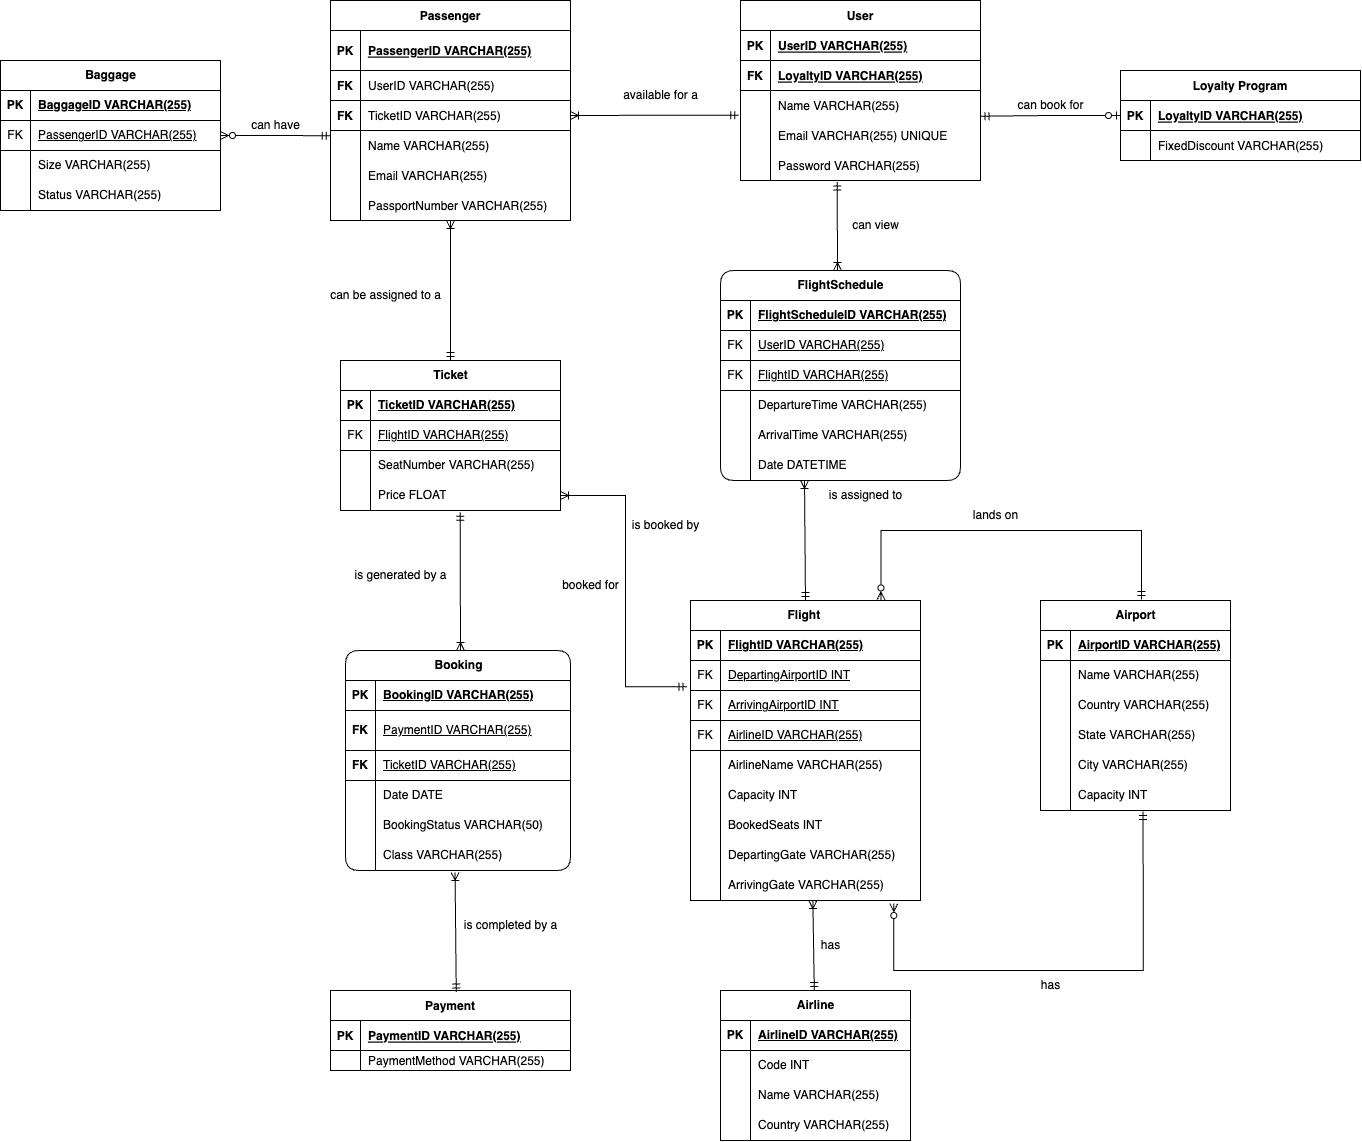 Passenger
PK PassengerID VARCHAR(255)
FK UserID VARCHAR(255)
FK TicketID VARCHAR(255)
Name VARCHAR(255)
Email VARCHAR(255)
PassportNumber VARCHAR(255)
User
PK UserID VARCHAR(255)
FK LoyaltyID VARCHAR(255)
Name VARCHAR(255)
Email VARCHAR(255) UNIQUE
Password VARCHAR(255)
Baggage
PK BaggageID VARCHAR(255)
FK PassengerID VARCHAR(255)
Size VARCHAR(255)
Status VARCHAR(255)
Loyalty Program
PK LoyaltyID VARCHAR(255)
FixedDiscount VARCHAR(255)
can have
available for a
can book for
can view
can be assigned to a
FlightSchedule
PK FlightScheduleID VARCHAR(255)
FK UserID VARCHAR(255)
FK FlightID VARCHAR(255)
DepartureTime VARCHAR(255)
ArrivalTime VARCHAR(255)
Date DATETIME
Ticket
PK TicketID VARCHAR(255)
FK FlightID VARCHAR(255)
SeatNumber VARCHAR(255)
Price FLOAT
is assigned to
lands on
is booked by
is generated by a
booked for
Flight
PK FlightID VARCHAR(255)
FK DepartingAirportID INT
FK ArrivingAirportID INT
FK AirlineID VARCHAR(255)
AirlineName VARCHAR(255)
Capacity INT
BookedSeats INT
DepartingGate VARCHAR(255)
ArrivingGate VARCHAR(255)
Airport
PK AirportID VARCHAR(255)
Name VARCHAR(255)
Country VARCHAR(255)
State VARCHAR(255)
City VARCHAR(255)
Capacity INT
Booking
PK BookingID VARCHAR(255)
FK PaymentID VARCHAR(255)
FK TicketID VARCHAR(255)
Date DATE
BookingStatus VARCHAR(50)
Class VARCHAR(255)
is completed by a
has
has
Payment
PK PaymentID VARCHAR(255)
PaymentMethod VARCHAR(255)
Airline
PK AirlineID VARCHAR(255)
Code INT
Name VARCHAR(255)
Country VARCHAR(255)